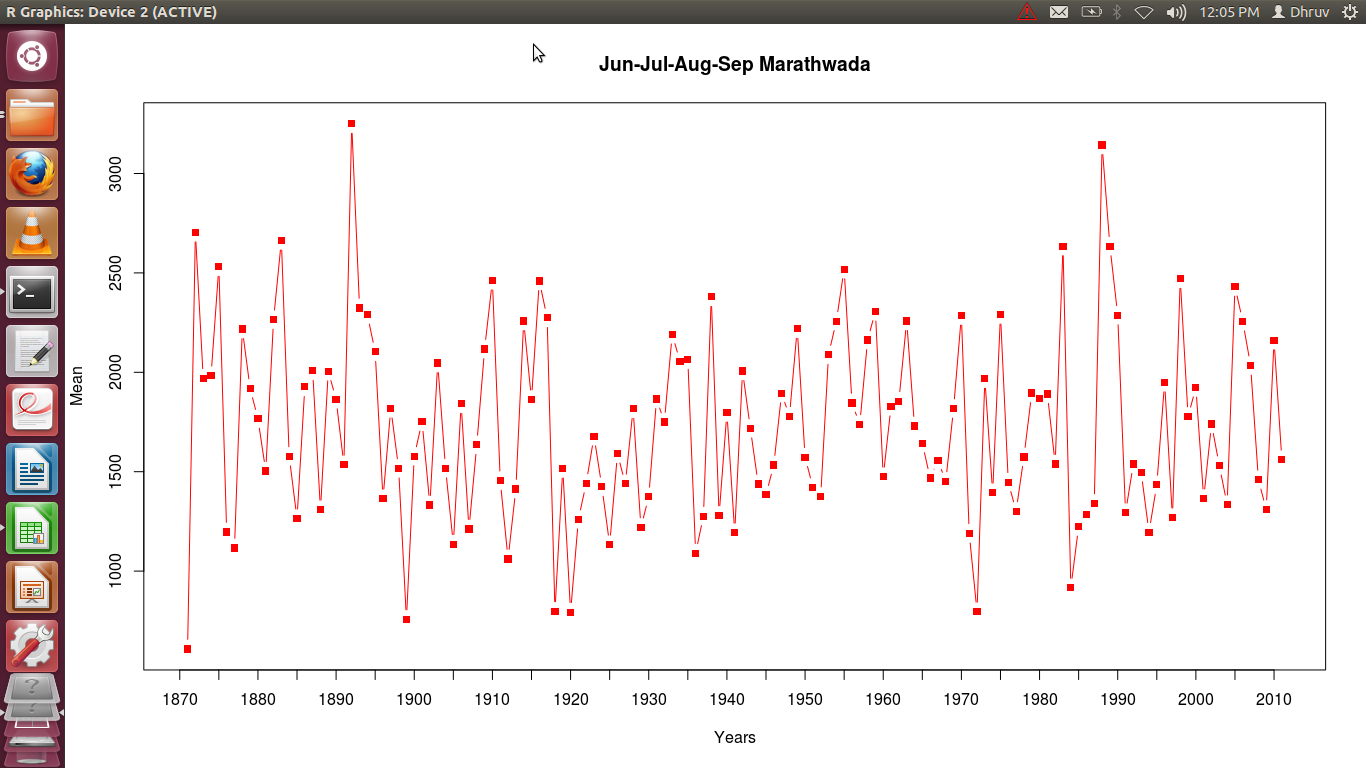 R Graphics: Device 2 (ACTIVE)
12:05 PM
Dhruv
Jun-Jul-Aug-Sep Marathwada
3000
2500
2000
1500
1000
Mean
1870 1880 1890 1900 1910 1920 1930 1940 1950 1960 1970 1980 1990 2000 2010
Years